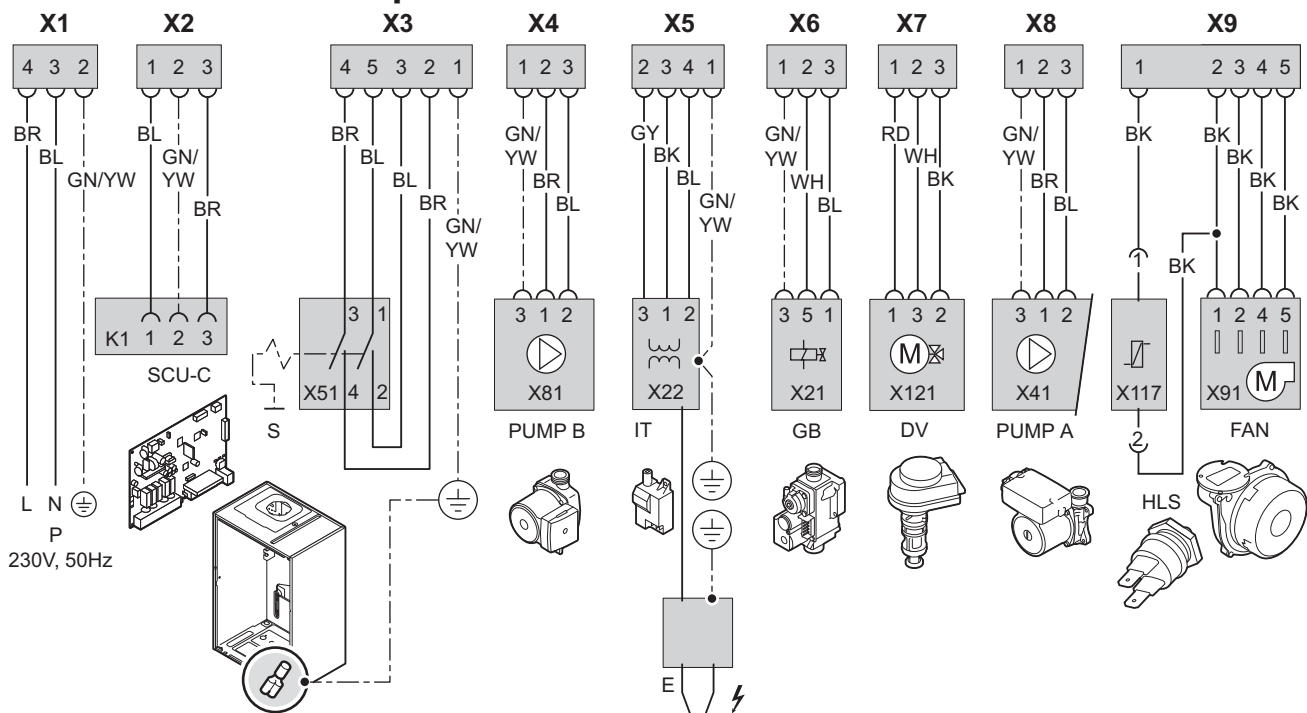 X1 X2 X3 X4 X5 X6 X7 X8 X9
4 3 2 1 2 3 4 5 3 2 1 1 2 3 2 3 4 1 1 2 3 1 2 3 1 2 3 1 2 3 4 5
BR BL GN/YW
BL GN/
YW BR
BR BL BL BR GN/
YW
GN/
YW BR BL
GY BK BL GN/
YW
GN/
YW WH BL
RD WH BK
GN/
YW BR BL
BK BK BK BK BK
1 BK
K1 1 2 3
SCU-C
3 1
X51 4 2
S
3 1 2
X81
PUMP B
3 1 2
X22
IT
3 5 1
X21
GB
1 3 2
M
X121
DV
3 1 2
X41
PUMP A
X117
2
HLS
1 2 4 5
X91 M
FAN
L N
P
230V, 50Hz
E